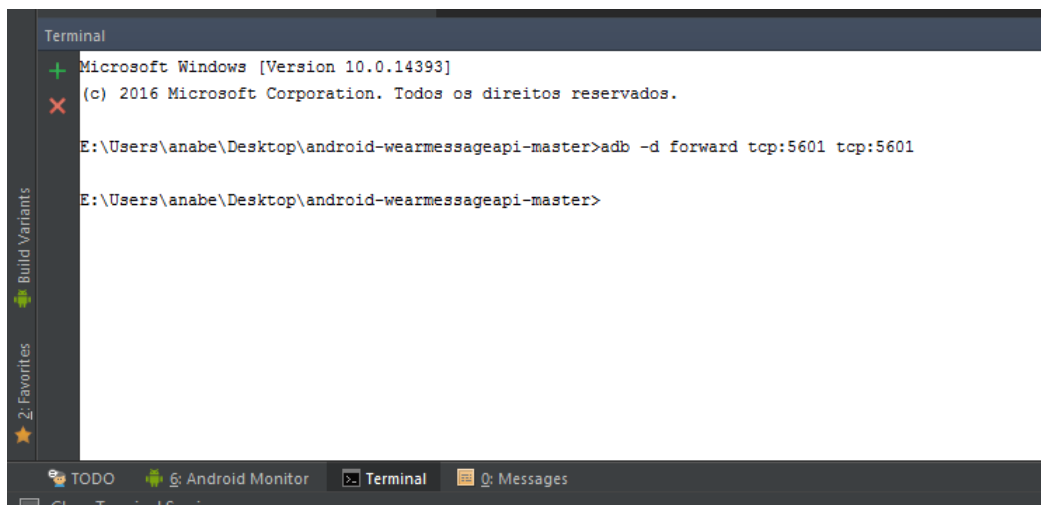 Terminal
Microsoft Windows [Version 10.0.14393]
(c) 2016 Microsoft Corporation. Todos os direitos reservados.
E:\Users\anabe\Desktop\android-wearmessageapi-master>adb -d forward tcp:5601 tcp:5601
E:\Users\anabe\Desktop\android-wearmessageapi-master>
Build Variants
2: Favorites
TODO
6: Android Monitor
Terminal
0: Messages